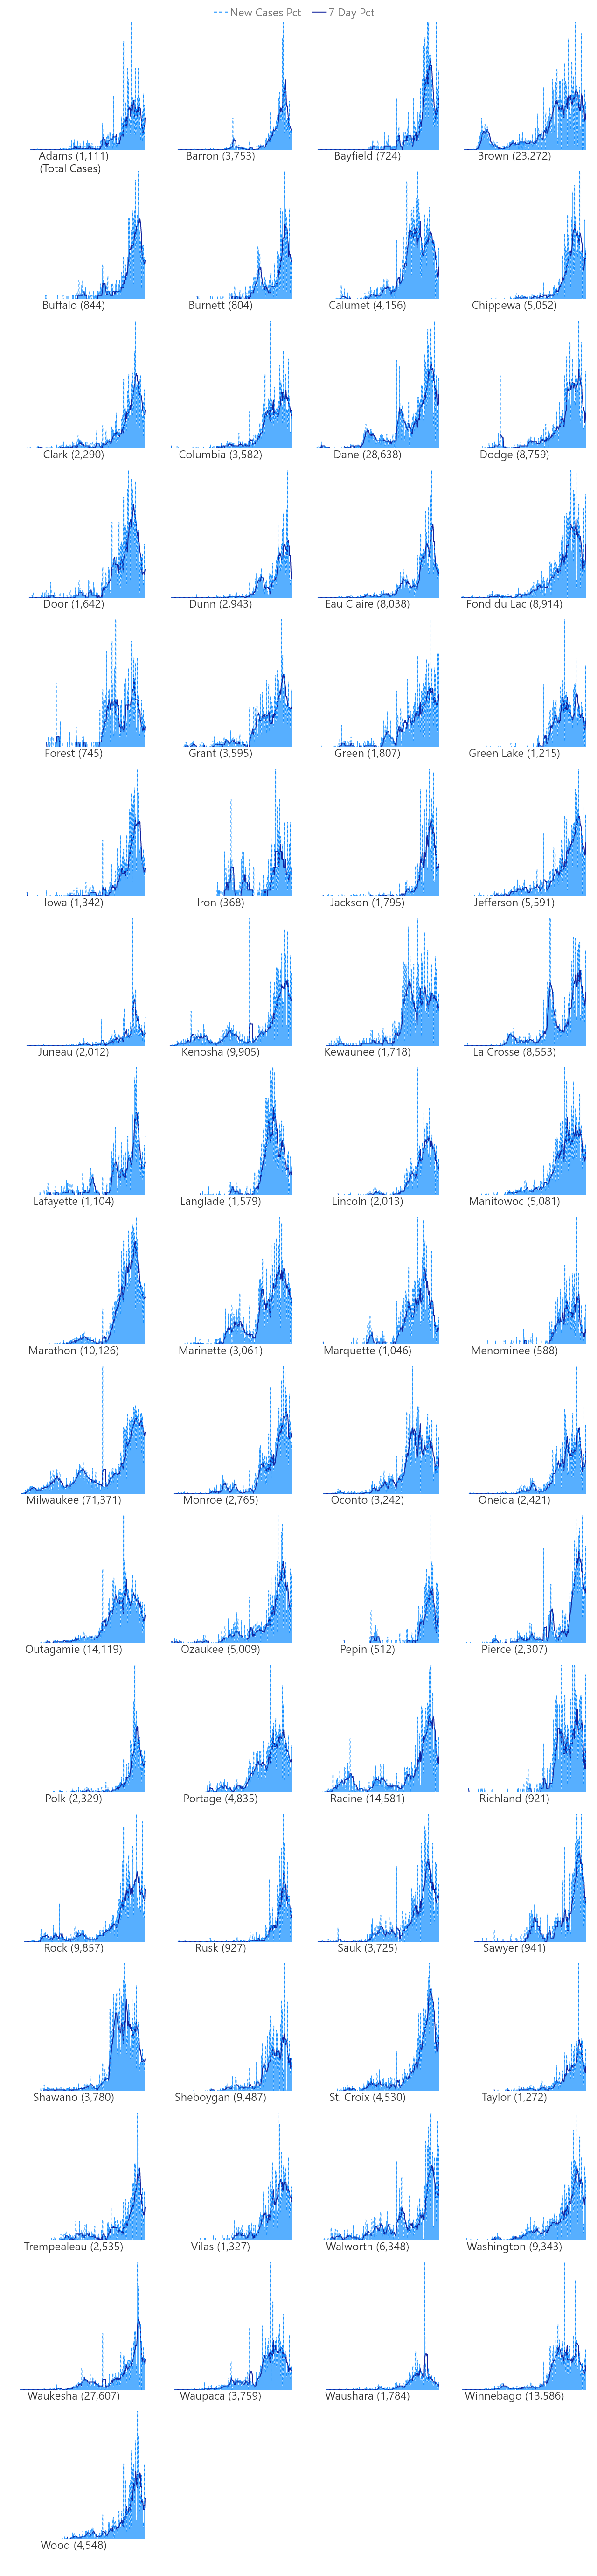 New Cases Pct 7 Day Pct
Adams (1,111) Barron (3,753) Bayfield (724) Brown (23,272)
(Total Cases)
Buffalo (844) Burnett (804) Calumet (4,156) Chippewa (5,052)
Clark (2,290) Columbia (3,582) Dane (28,638) Dodge (8,759)
Door (1,642) Dunn (2,943) Eau Claire (8,038) Fond du Lac (8,914)
Forest (745) Grant (3,595) Green (1,807) Green Lake (1,215)
Iowa (1,342) Iron (368) Jackson (1,795) Jefferson (5,591)
Juneau (2,012) Kenosha (9,905) Kewaunee (1,718) La Crosse (8,553)
Lafayette (1,104) Langlade (1,579) Lincoln (2,013) Manitowoc (5,081)
Marathon (10,126) Marinette (3,061) Marquette (1,046) Menominee (588)
Milwaukee (71,371) Monroe (2,765) Oconto (3,242) Oneida (2,421)
Outagamie (14,119) Ozaukee (5,009) Pepin (512) Pierce (2,307)
Polk (2,329) Portage (4,835) Racine (14,581) Richland (921)
Rock (9,857) Rusk (927) Sauk (3,725) Sawyer (941)
Shawano (3,780) Sheboygan (9,487) St. Croix (4,530) Taylor (1,272)
Trempealeau (2,535) Vilas (1,327) Walworth (6,348) Washington (9,343)
Waukesha (27,607) Waupaca (3,759) Waushara (1,784) Winnebago (13,586)
Wood (4,548)